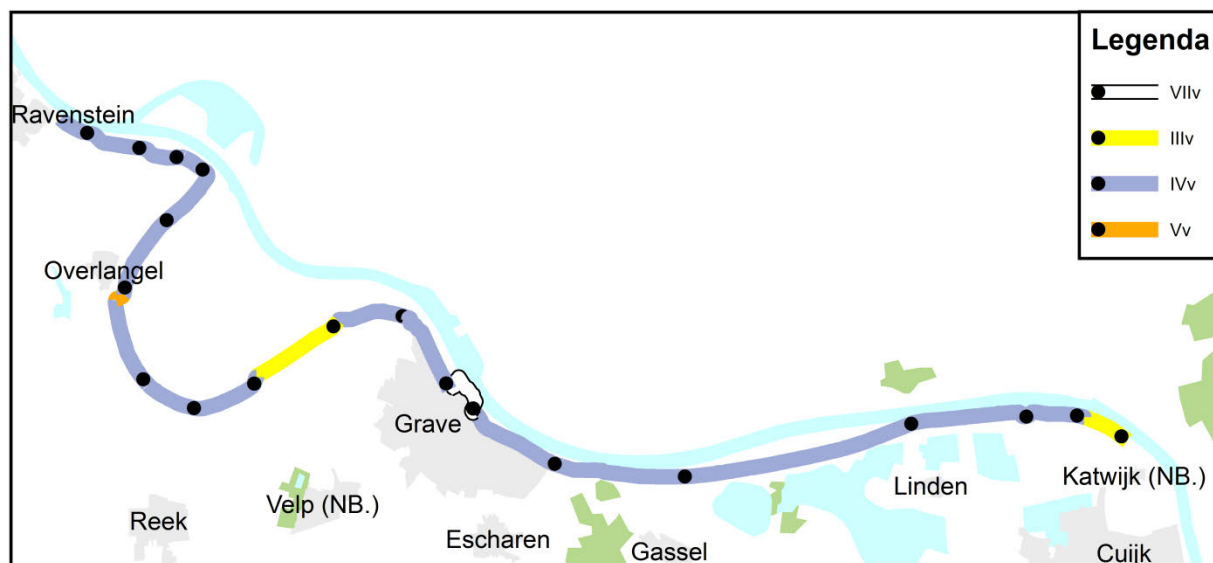 Legenda
VIIv
IIIv
IVv
Vv
Ravenstein
Overlangel
Grave
Velp (NB.)
Reek
Escharen
Gassel
Linden
Katwijk (NB.)
Cuijk